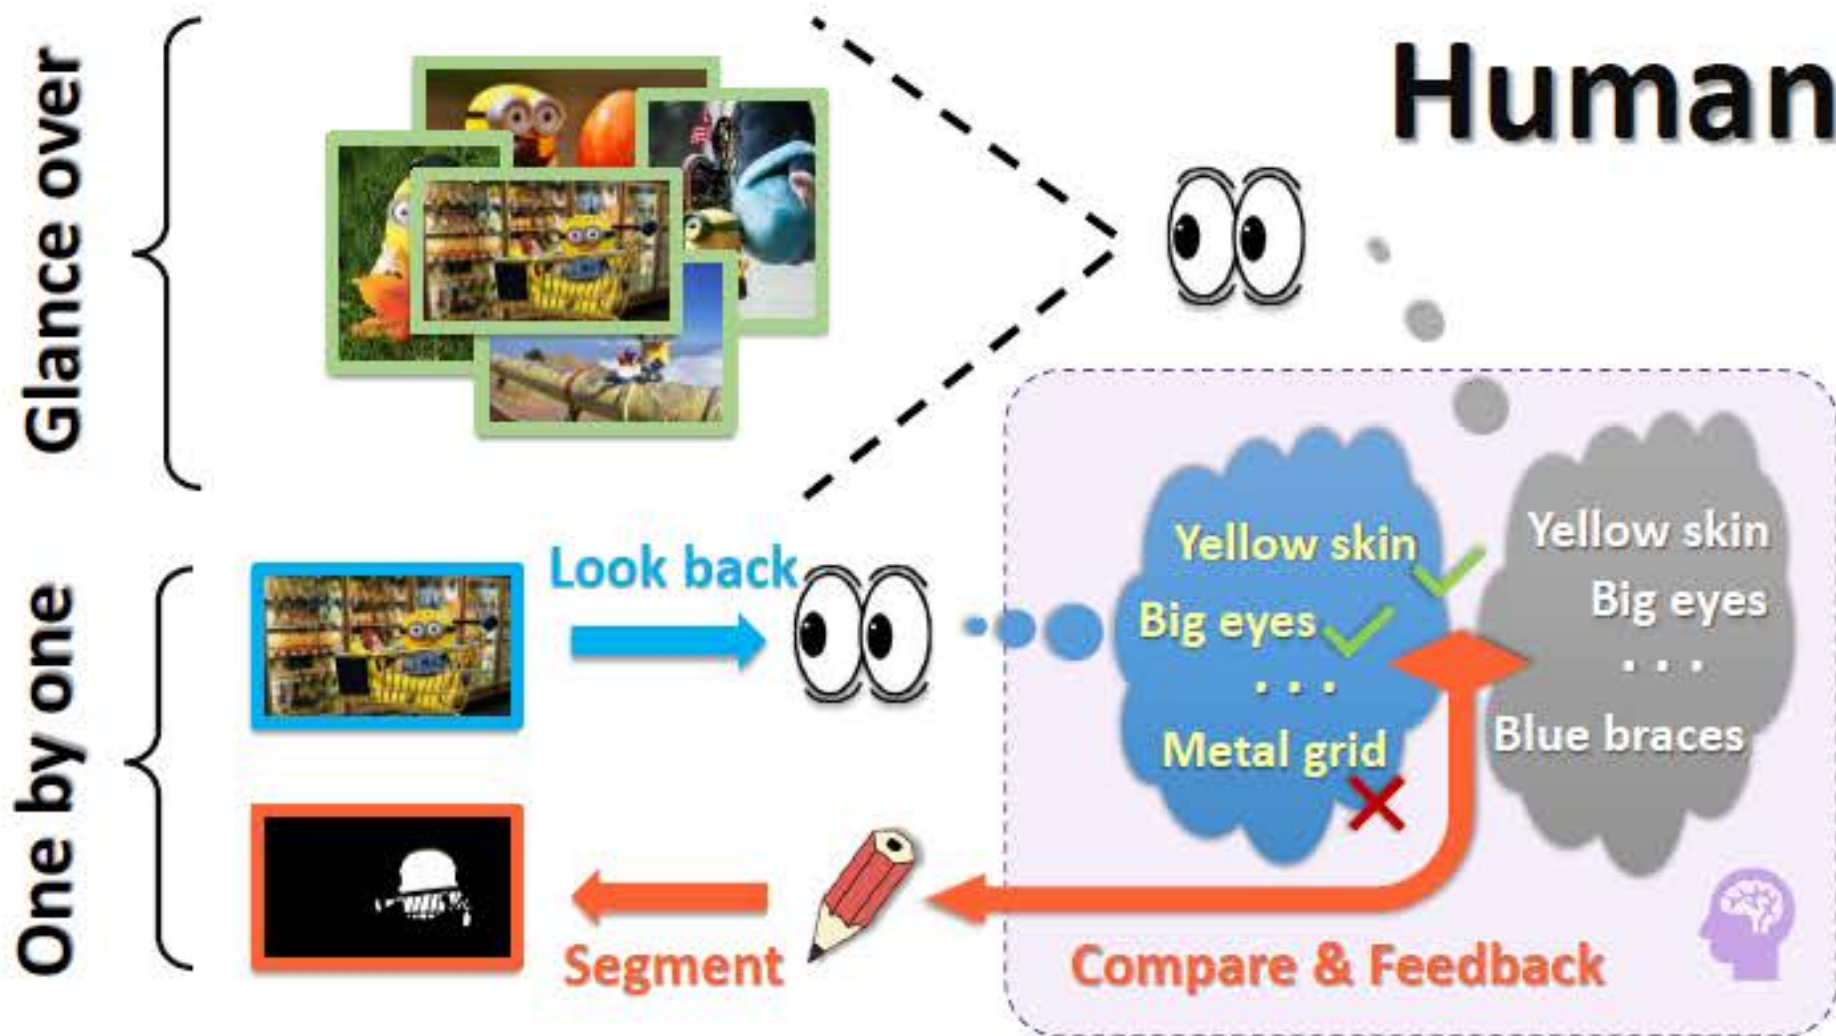 Human
Glance over
One by one
Look back
Yellow skin
Big eyes
. . .
Metal grid
Yellow skin
Big eyes
. . .
Blue braces
Segment
Compare & Feedback